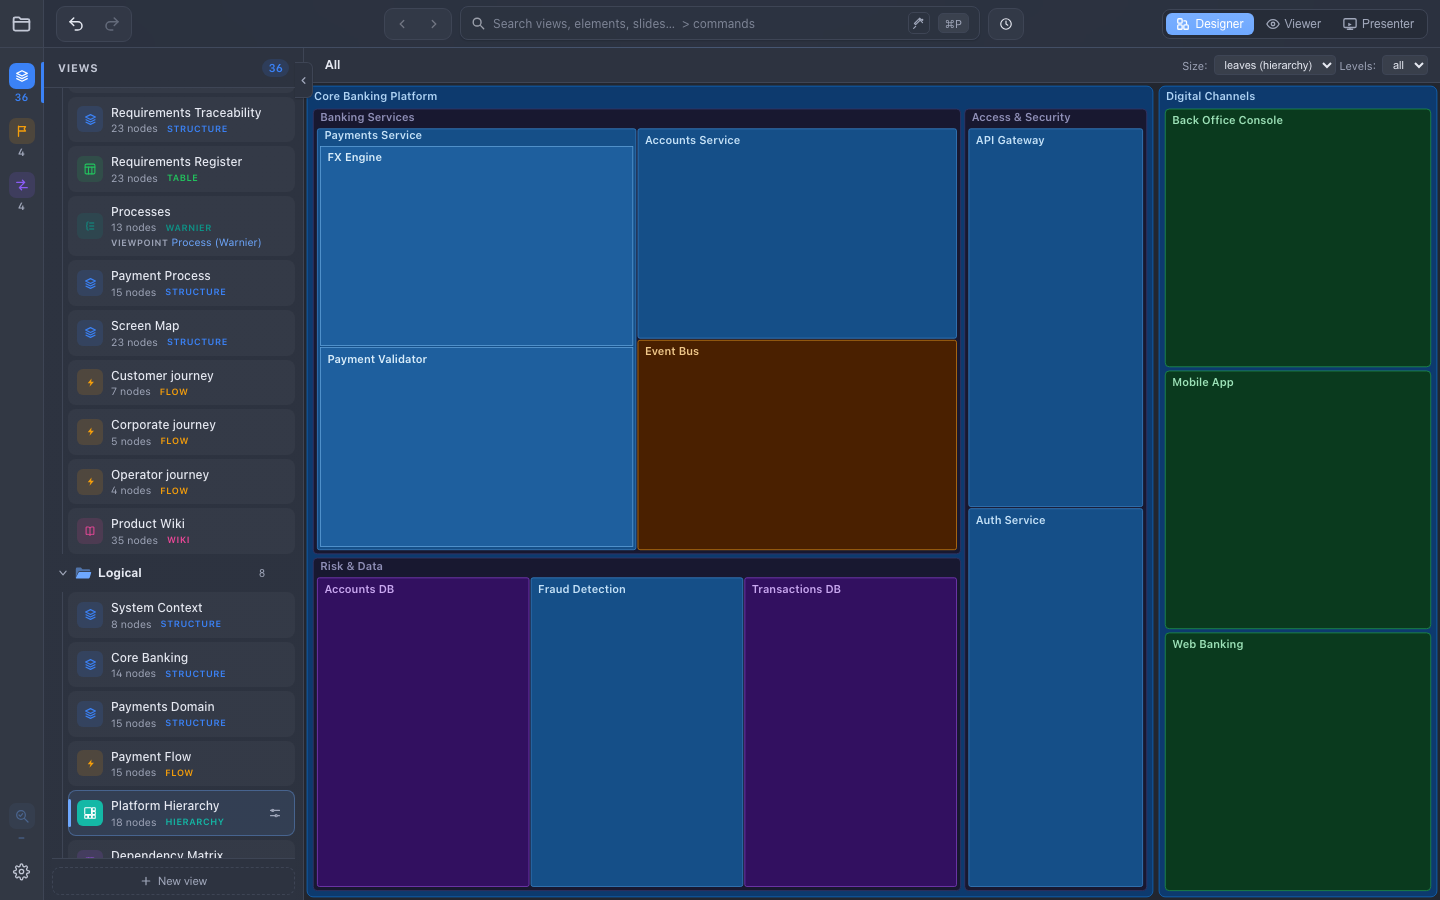 Search views, elements, slides... > commands
⌘P
Designer
Viewer
Presenter
36
4
4
VIEWS
36
Requirements Traceability
23 nodes STRUCTURE
Requirements Register
23 nodes TABLE
Processes
13 nodes WARNIER
VIEWPOINT Process (Warnier)
Payment Process
15 nodes STRUCTURE
Screen Map
23 nodes STRUCTURE
Customer journey
7 nodes FLOW
Corporate journey
5 nodes FLOW
Operator journey
4 nodes FLOW
Product Wiki
35 nodes WIKI
Logical 8
System Context
8 nodes STRUCTURE
Core Banking
14 nodes STRUCTURE
Payments Domain
15 nodes STRUCTURE
Payment Flow
15 nodes FLOW
Platform Hierarchy
18 nodes HIERARCHY
Dependency Matrix
+ New view
All
Size: leaves (hierarchy) Levels: all
Core Banking Platform
Banking Services
Payments Service
FX Engine
Payment Validator
Accounts Service
Event Bus
Access & Security
API Gateway
Auth Service
Risk & Data
Accounts DB
Fraud Detection
Transactions DB
Digital Channels
Back Office Console
Mobile App
Web Banking